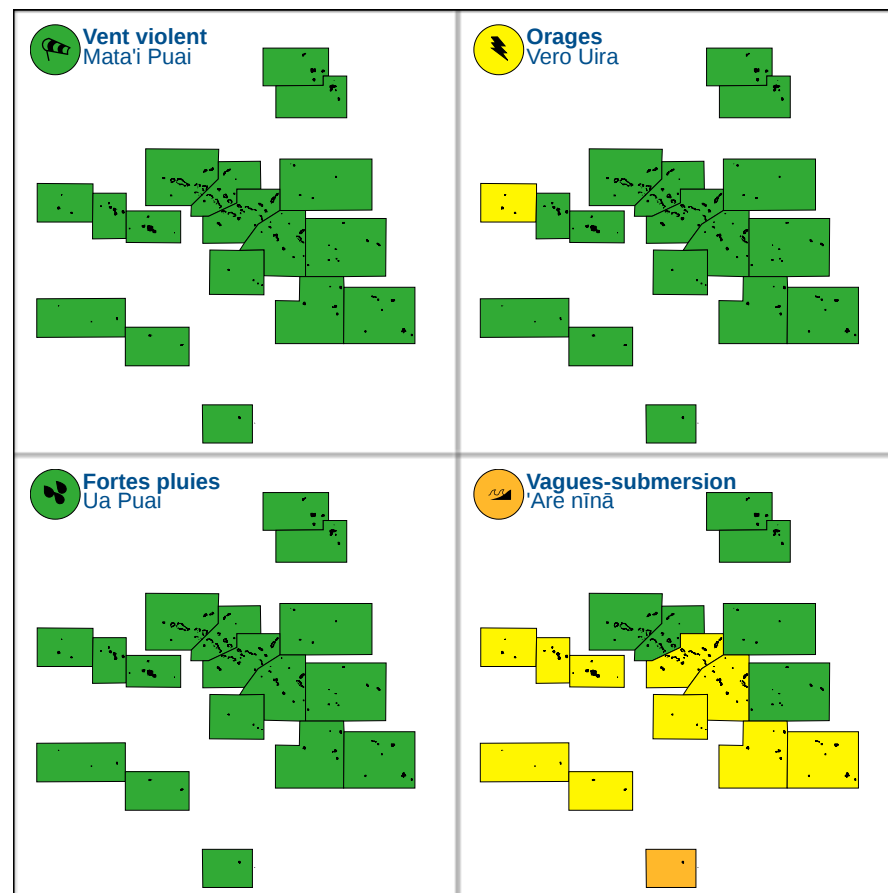 Vent violent
Mata'i Puai
Orages
Vero Uira
Fortes pluies
Ua Puai
Vagues-submersion
'Are nīnā